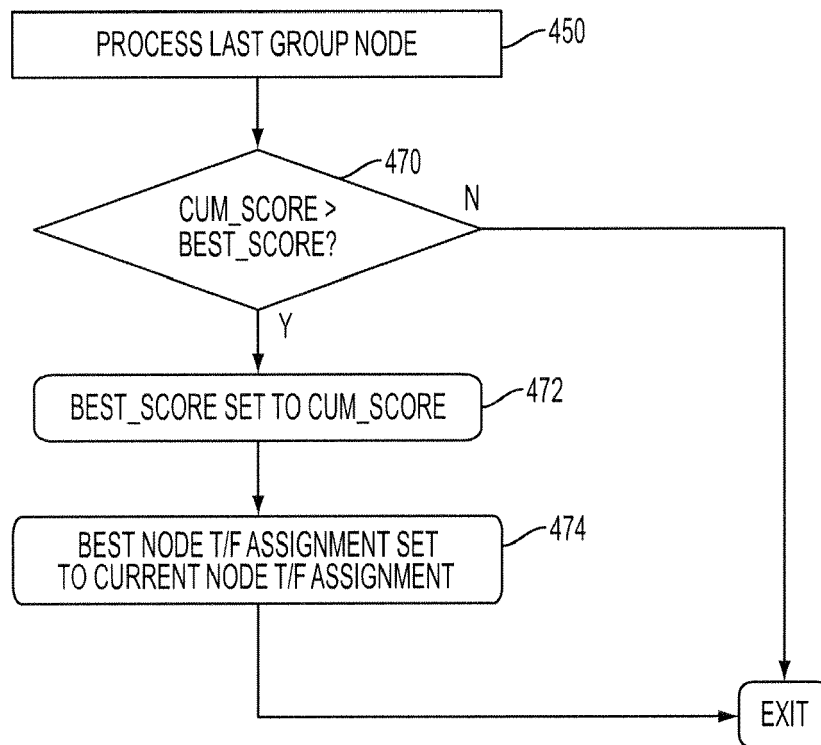 PROCESS LAST GROUP NODE
450
470
CUM_SCORE >
BEST_SCORE?
N
Y
BEST_SCORE SET TO CUM_SCORE
472
BEST NODE T/F ASSIGNMENT SET
TO CURRENT NODE T/F ASSIGNMENT
474
EXIT